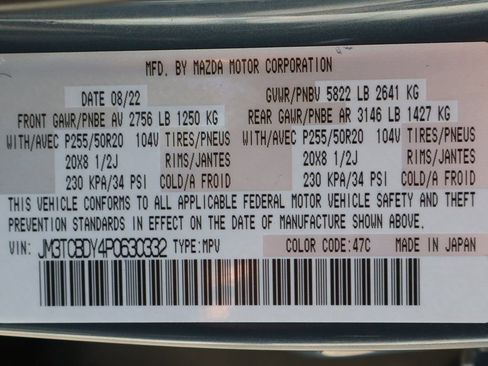 MFD. BY MAZDA MOTOR CORPORATION
DATE 08/22 GVWR/PNBV 5822 LB 2641 KG
FRONT GAWR/PNBE AV 2756 LB 1250 KG REAR GAWR/PNBE AR 3146 LB 1427 KG
WITH/AVEC P255/50R20 104V TIRES/PNEUS WITH/AVEC P255/50R20 104V TIRES/PNEUS
20X8 1/2J RIMS/JANTES 20X8 1/2J RIMS/JANTES
230 KPA/34 PSI COLD/A FROID 230 KPA/34 PSI COLD/A FROID
THIS VEHICLE CONFORMS TO ALL APPLICABLE FEDERAL MOTOR VEHICLE SAFETY AND THEFT
PREVENTION STANDARDS IN EFFECT ON THE DATE OF MANUFACTURE SHOWN ABOVE.
VIN: JM3TCBDY4P0630332 TYPE: MPV COLOR CODE: 47C MADE IN JAPAN